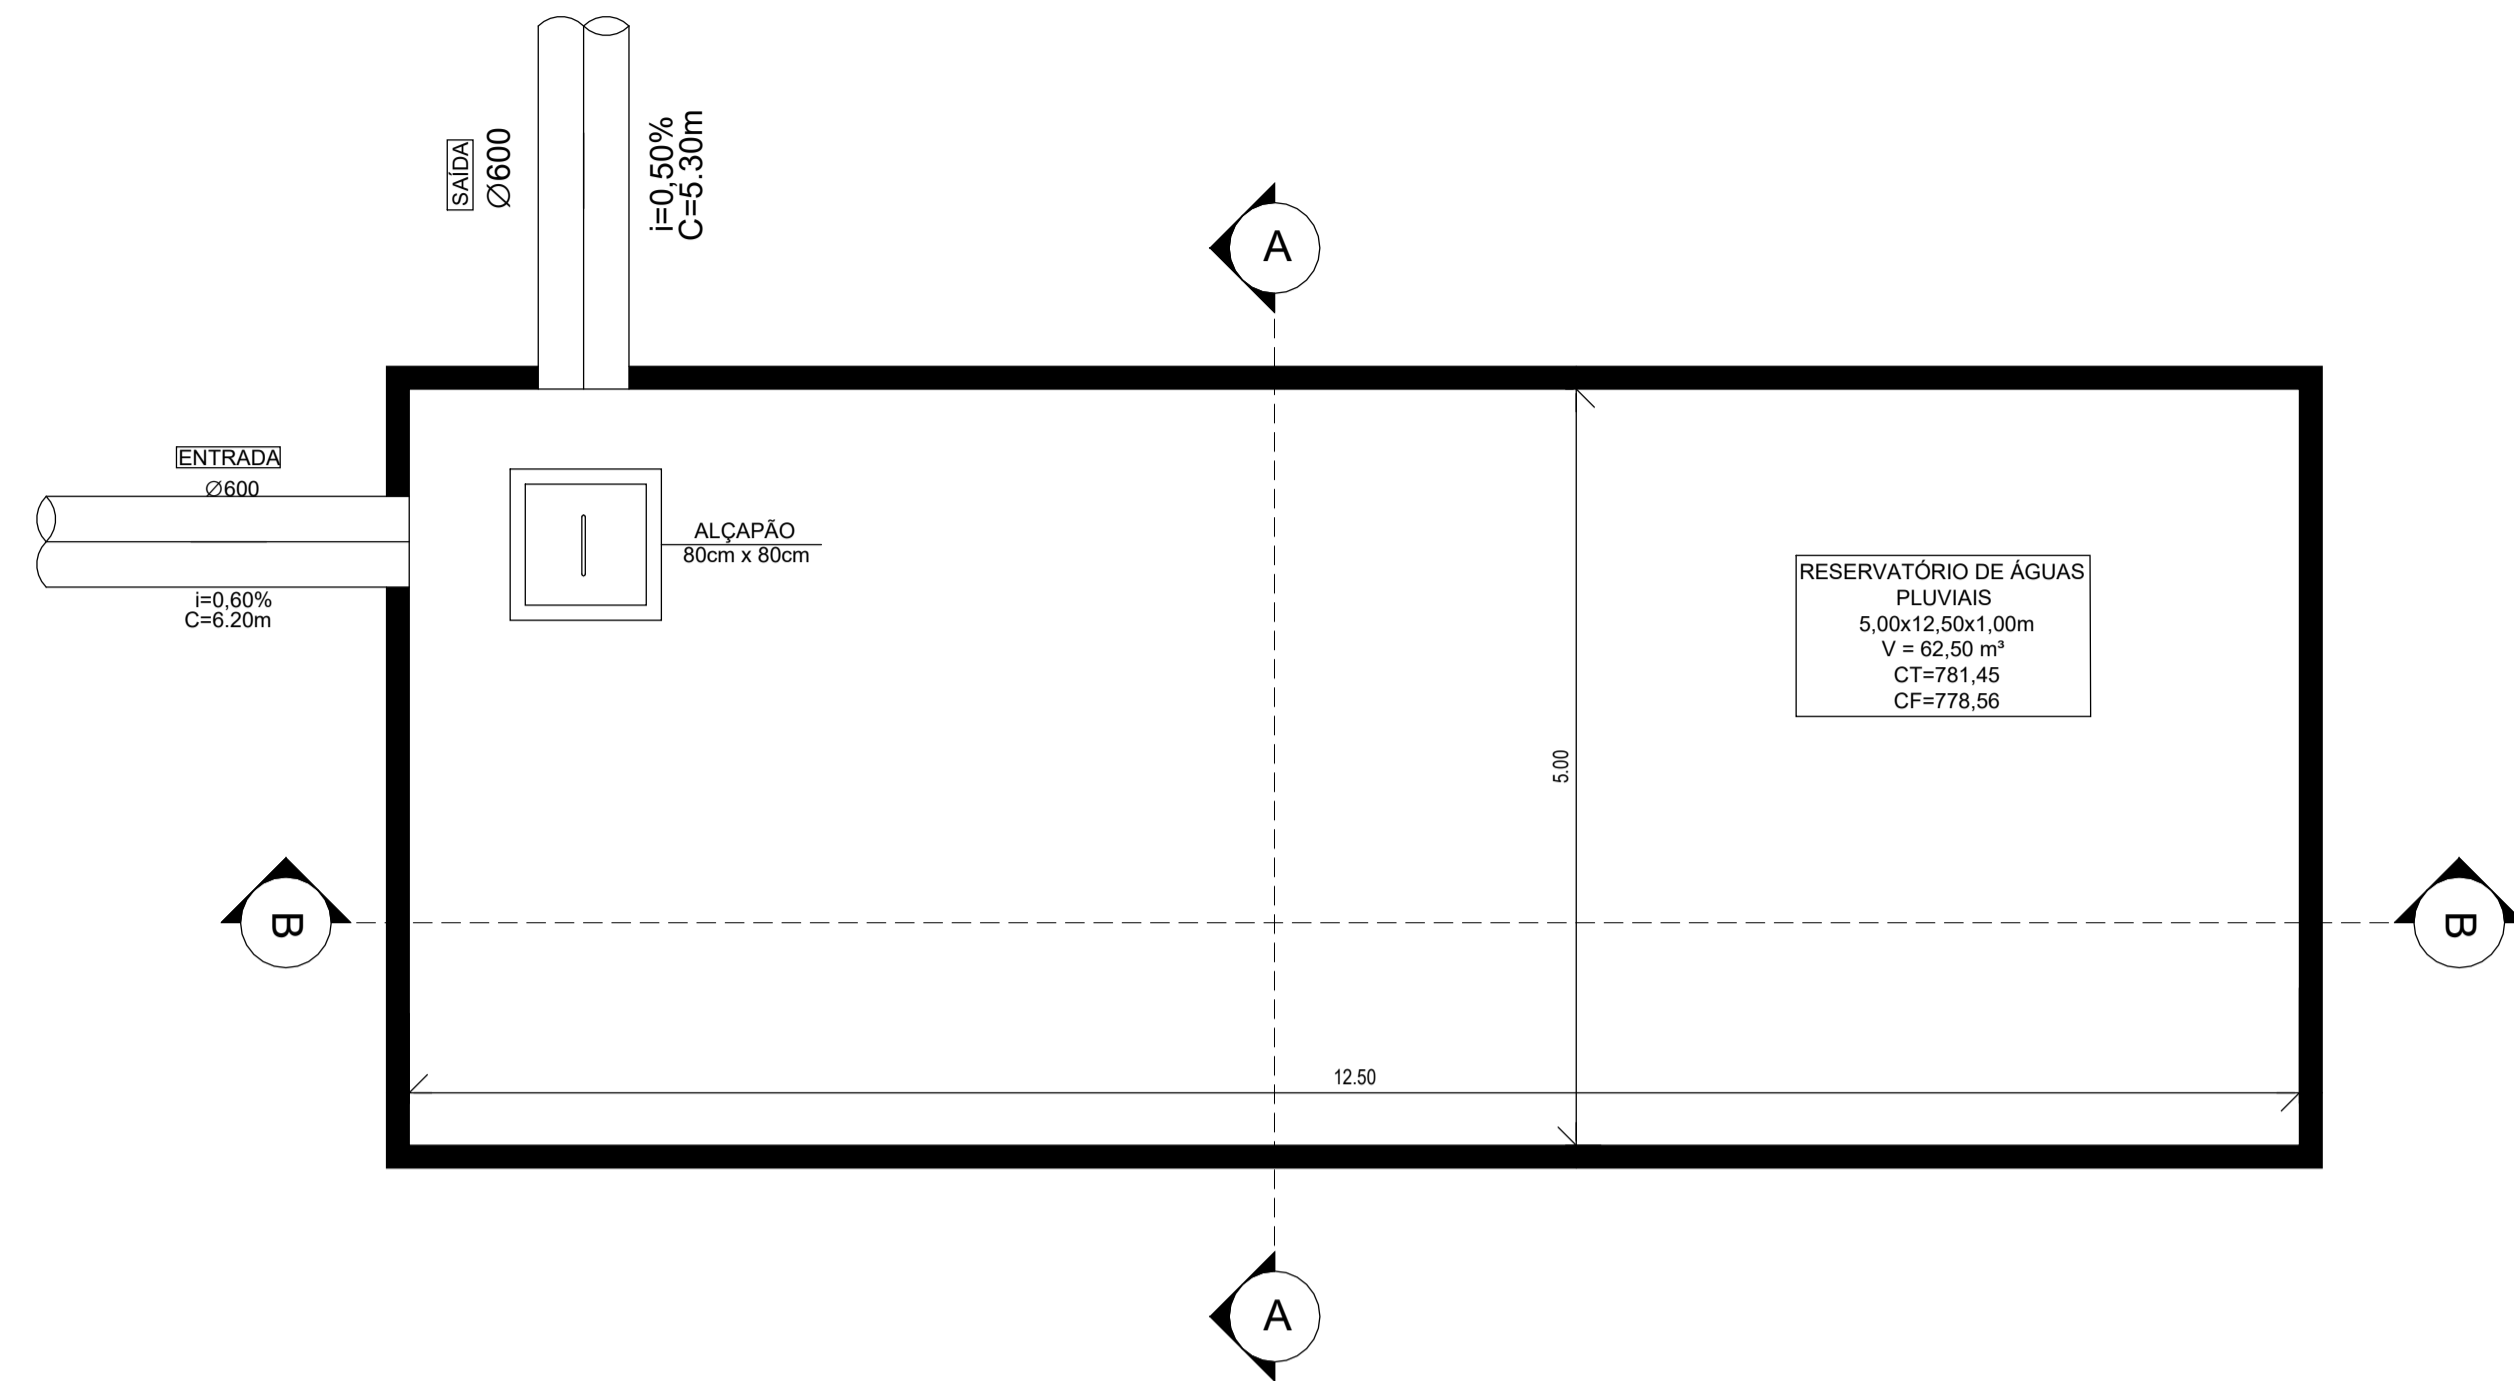 SAÍDA
Ø600
i=0,50%
C=5.30m
A
ENTRADA
Ø600
i=0,60%
C=6.20m
ALÇAPÃO
80cm x 80cm
RESERVATÓRIO DE ÁGUAS
PLUVIAIS
5,00x12,50x1,00m
V = 62,50 m³
CT=781,45
CF=778,56
5.00
B
B
12.50
A